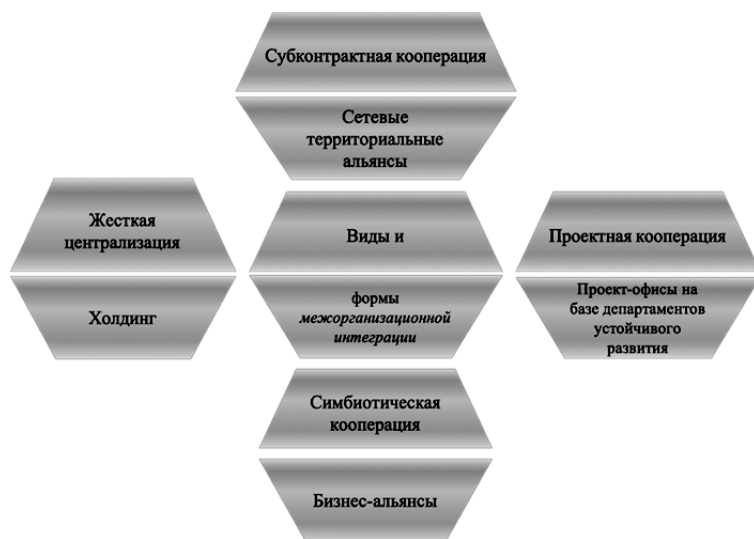 Субконтрактная кооперация
Сетевые
территориальные
альянсы
Жесткая
централизация
Холдинг
Виды и
формы
межорганизационной
интеграции
Проектная кооперация
Проект-офисы на
базе департаментов
устойчивого
развития
Симбиотическая
кооперация
Бизнес-альянсы